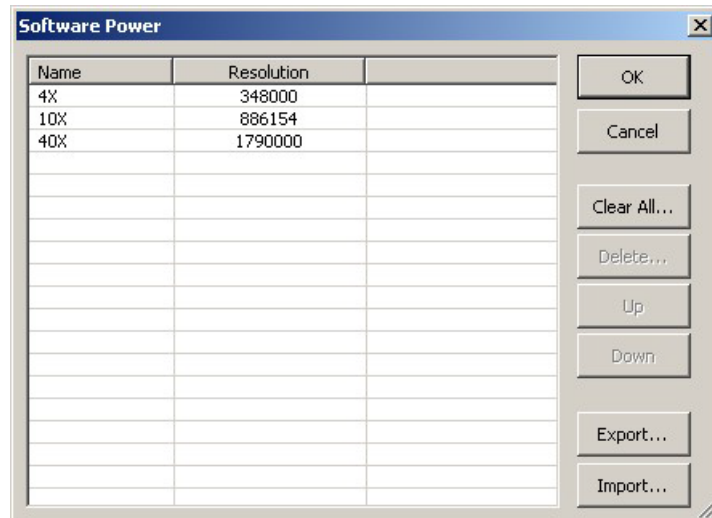 Software Power
Name Resolution
4X 348000
10X 886154
40X 1790000
OK
Cancel
Clear All...
Delete...
Up
Down
Export...
Import...